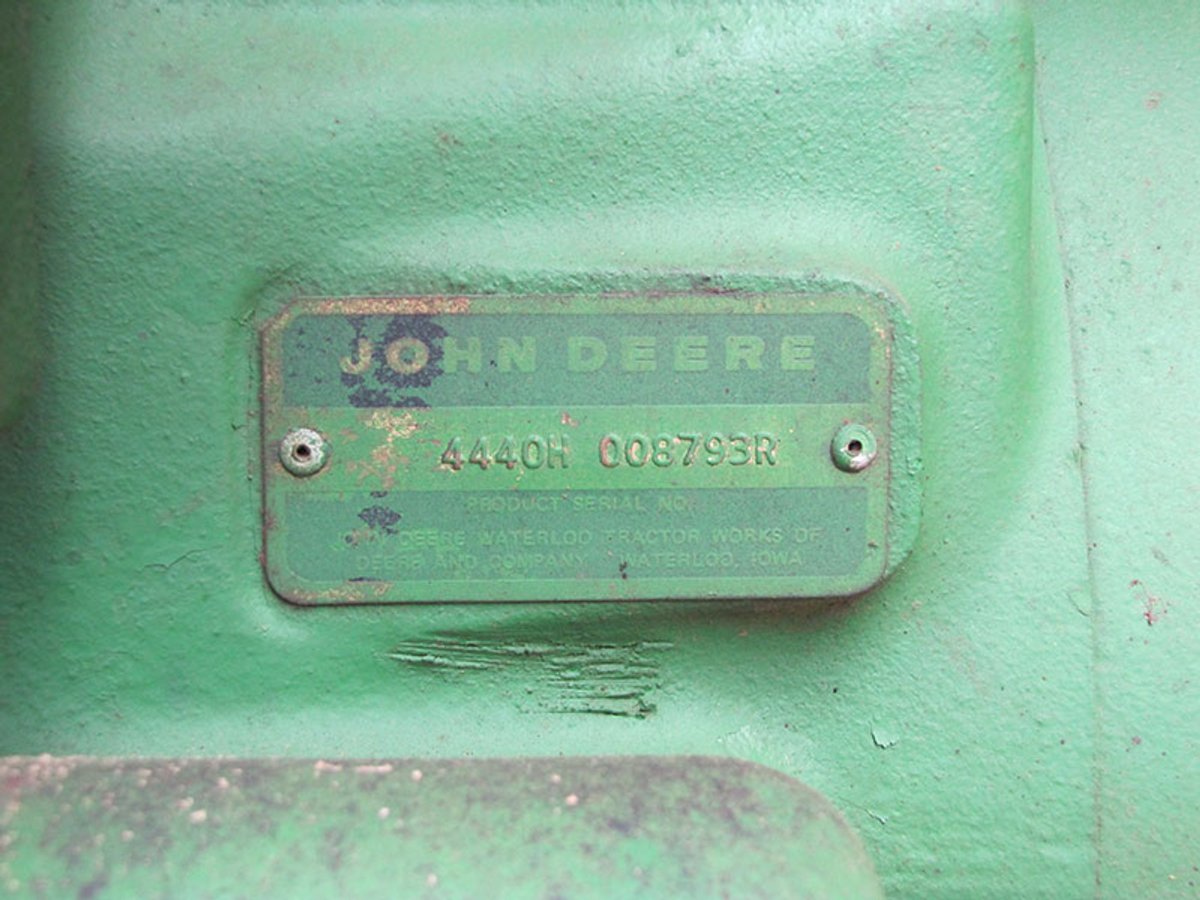 JOHN DEERE
4440H 008793R
PRODUCT SERIAL NO.
JOHN DEERE WATERLOO TRACTOR WORKS OF
DEERE AND COMPANY WATERLOO, IOWA